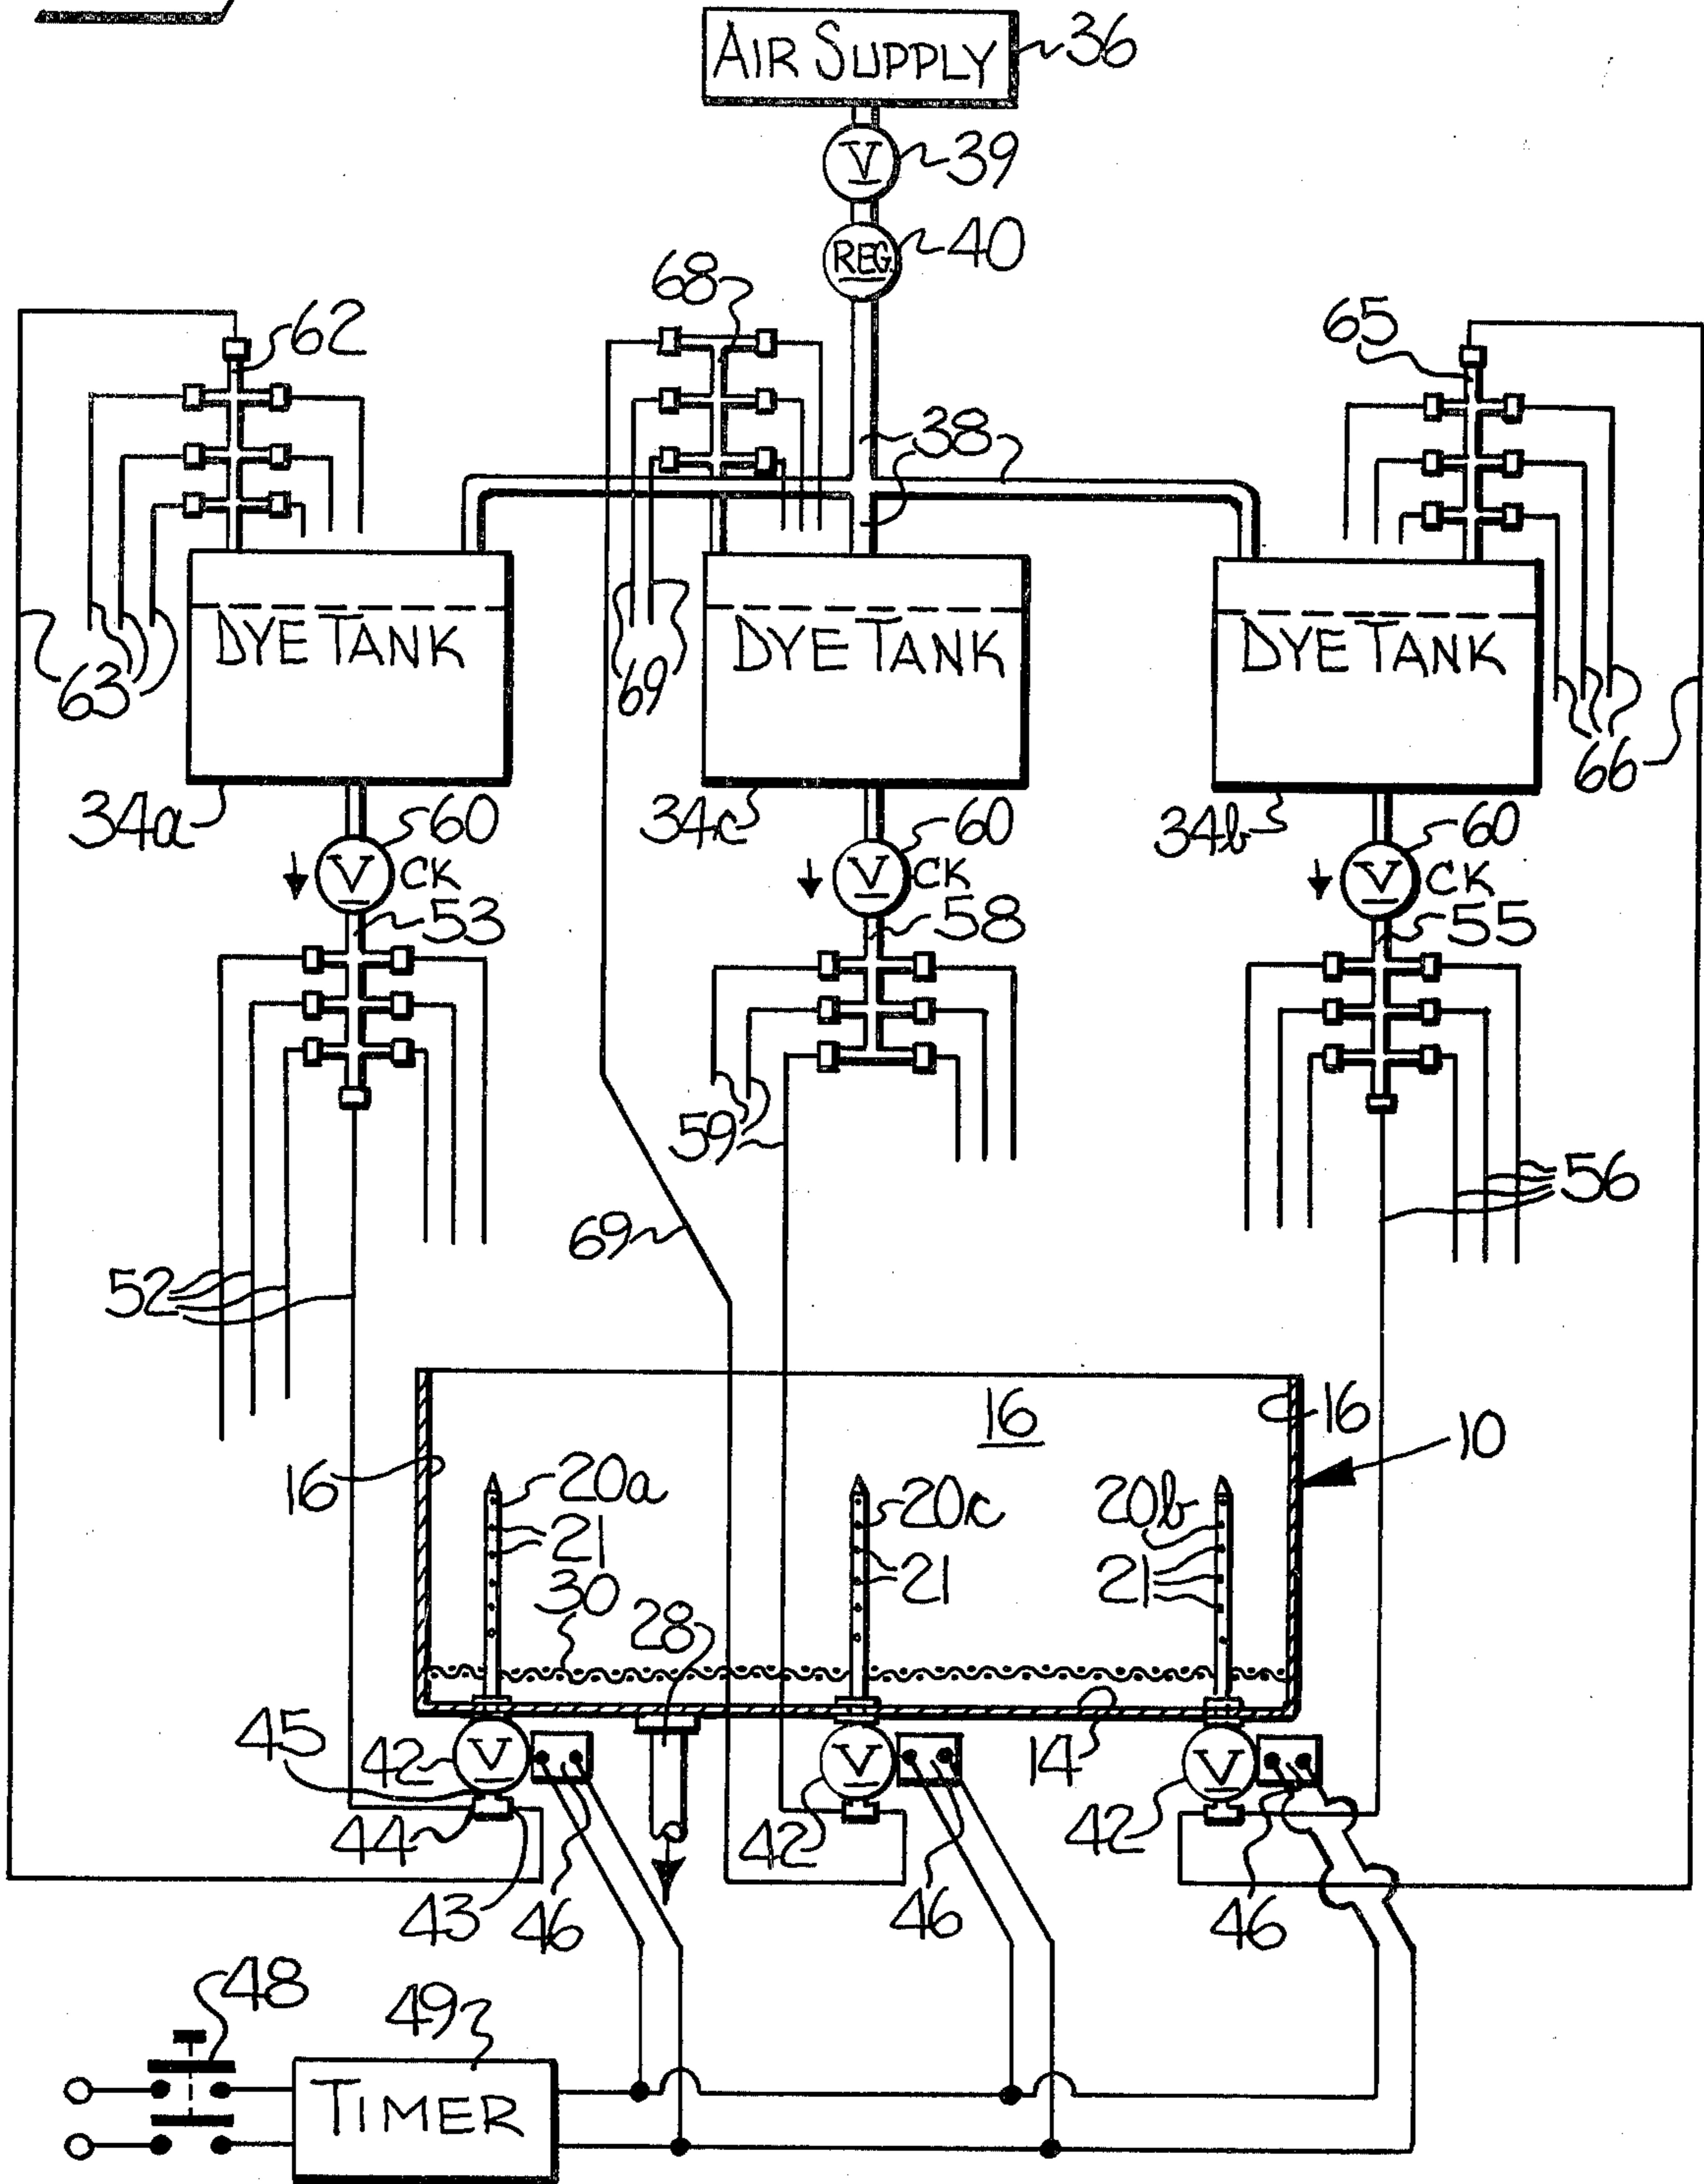 AIR SUPPLY 36
V 39
REG. 40
68
62
65
38
DYE TANK
DYE TANK
DYE TANK
63
69
66
34a
34c
34b
60
60
60
V CK
V CK
V CK
53
58
55
59
56
69
52
16
16
10
16
20a
20c
20b
21
21
21
30
28
45
42
V
V
14
V
44
42
42
43
46
46
46
48
49
TIMER